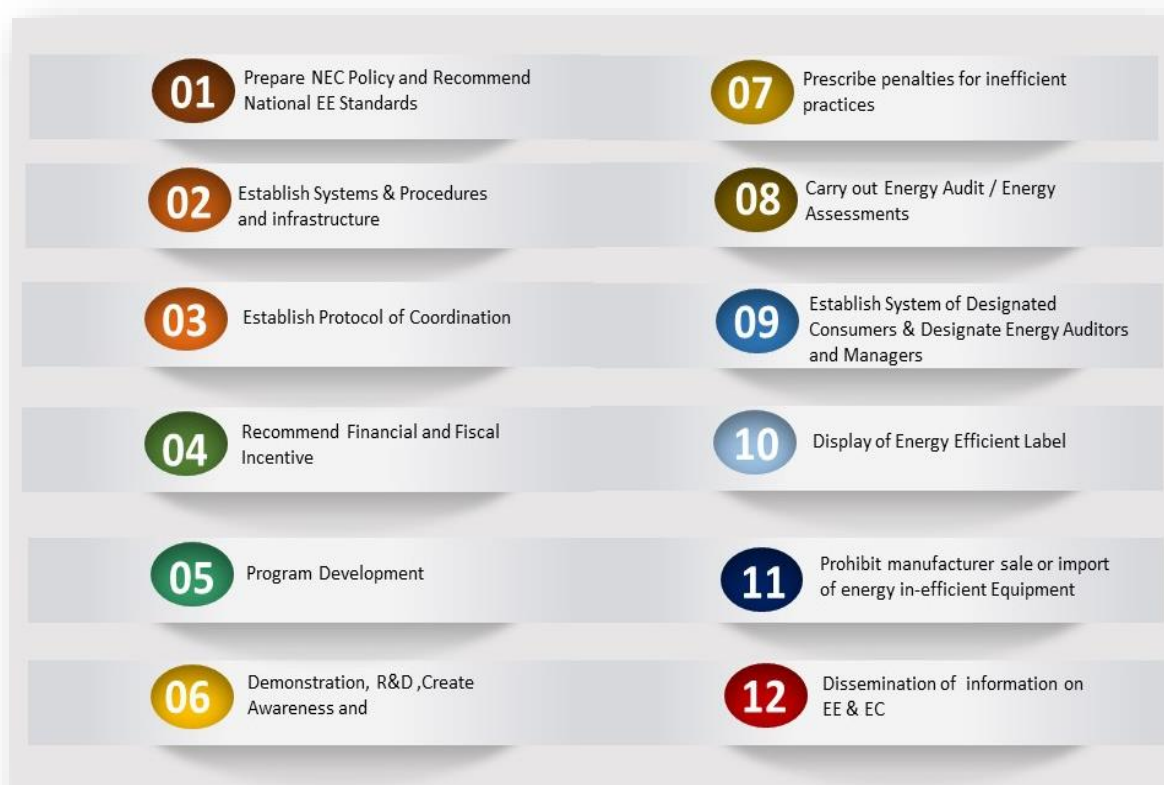 01
Prepare NEC Policy and Recommend
National EE Standards
02
Establish Systems & Procedures
and infrastructure
03
Establish Protocol of Coordination
04
Recommend Financial and Fiscal
Incentive
05
Program Development
06
Demonstration, R&D ,Create
Awareness and
07
Prescribe penalties for inefficient
practices
08
Carry out Energy Audit / Energy
Assessments
09
Establish System of Designated
Consumers & Designate Energy Auditors
and Managers
10
Display of Energy Efficient Label
11
Prohibit manufacturer sale or import
of energy in-efficient Equipment
12
Dissemination of information on
EE & EC